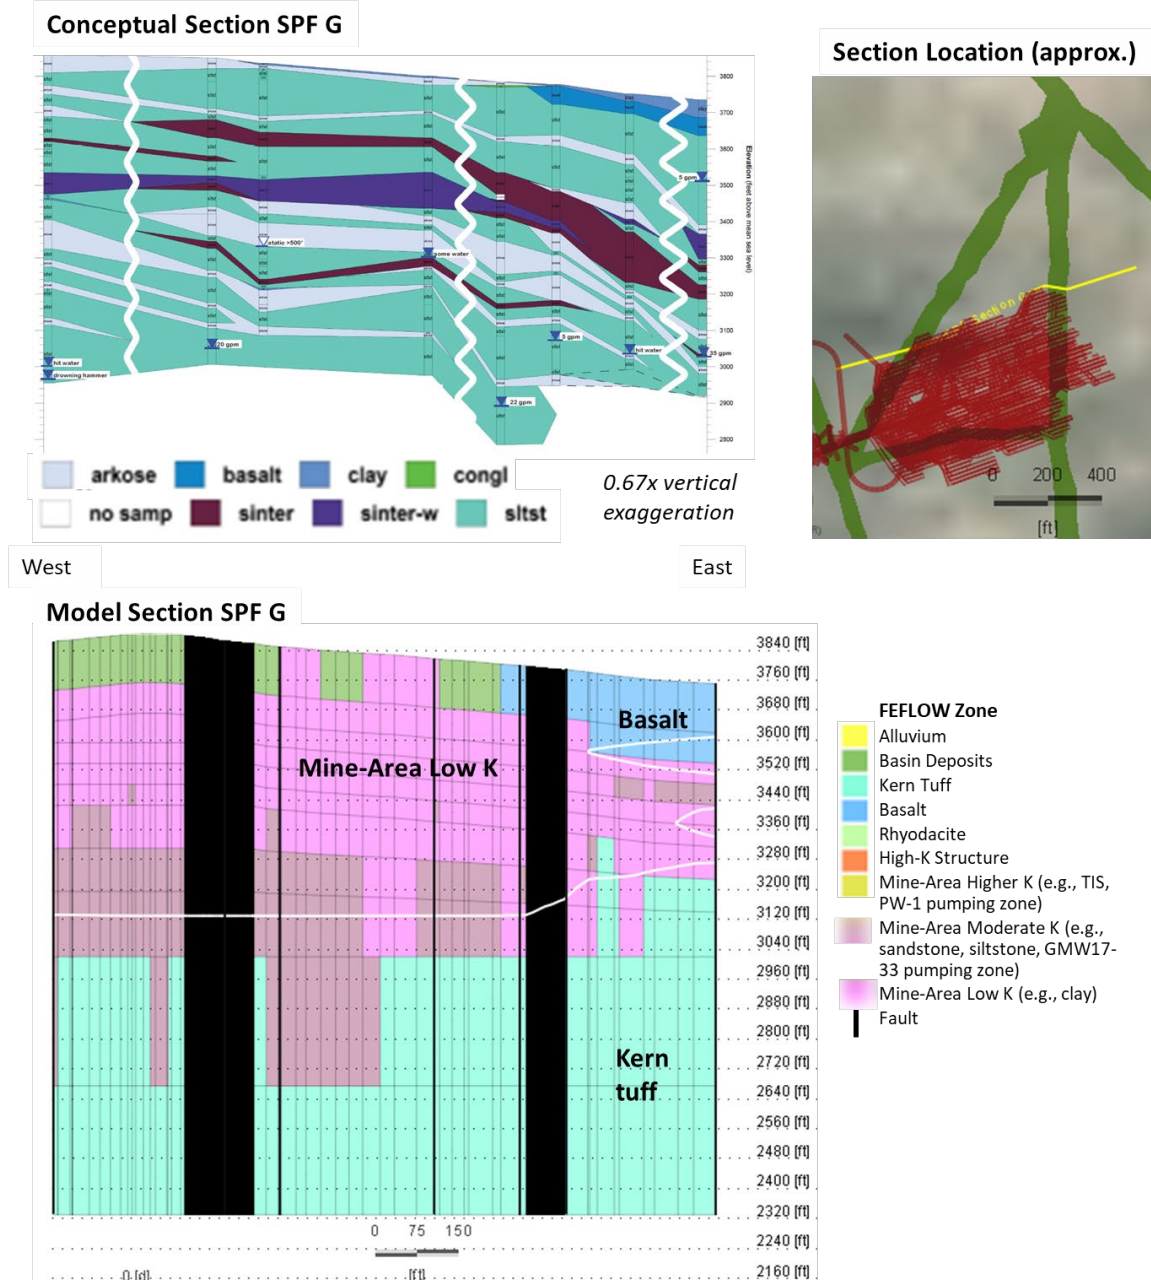 Conceptual Section SPF G
Section Location (approx.)
3800
3700
3600
3500
3400
3300
3200
3100
3000
2900
2800
Elevation (feet above mean sea level)
5 gpm
static >500'
some water
20 gpm
5 gpm
hit water
35 gpm
hit water
drowning hammer
22 gpm
arkose
basalt
clay
congl
no samp
sinter
sinter-w
sltst
0.67x vertical
exaggeration
Section G
0 200 400
[ft]
West
East
Model Section SPF G
3840 [ft]
3760 [ft]
3680 [ft]
3600 [ft]
3520 [ft]
3440 [ft]
3360 [ft]
3280 [ft]
3200 [ft]
3120 [ft]
3040 [ft]
2960 [ft]
2880 [ft]
2800 [ft]
2720 [ft]
2640 [ft]
2560 [ft]
2480 [ft]
2400 [ft]
2320 [ft]
2240 [ft]
2160 [ft]
Basalt
Mine-Area Low K
Kern
tuff
0 75 150
[ft]
0 [d]
FEFLOW Zone
Alluvium
Basin Deposits
Kern Tuff
Basalt
Rhyodacite
High-K Structure
Mine-Area Higher K (e.g., TIS,
PW-1 pumping zone)
Mine-Area Moderate K (e.g.,
sandstone, siltstone, GMW17-
33 pumping zone)
Mine-Area Low K (e.g., clay)
Fault